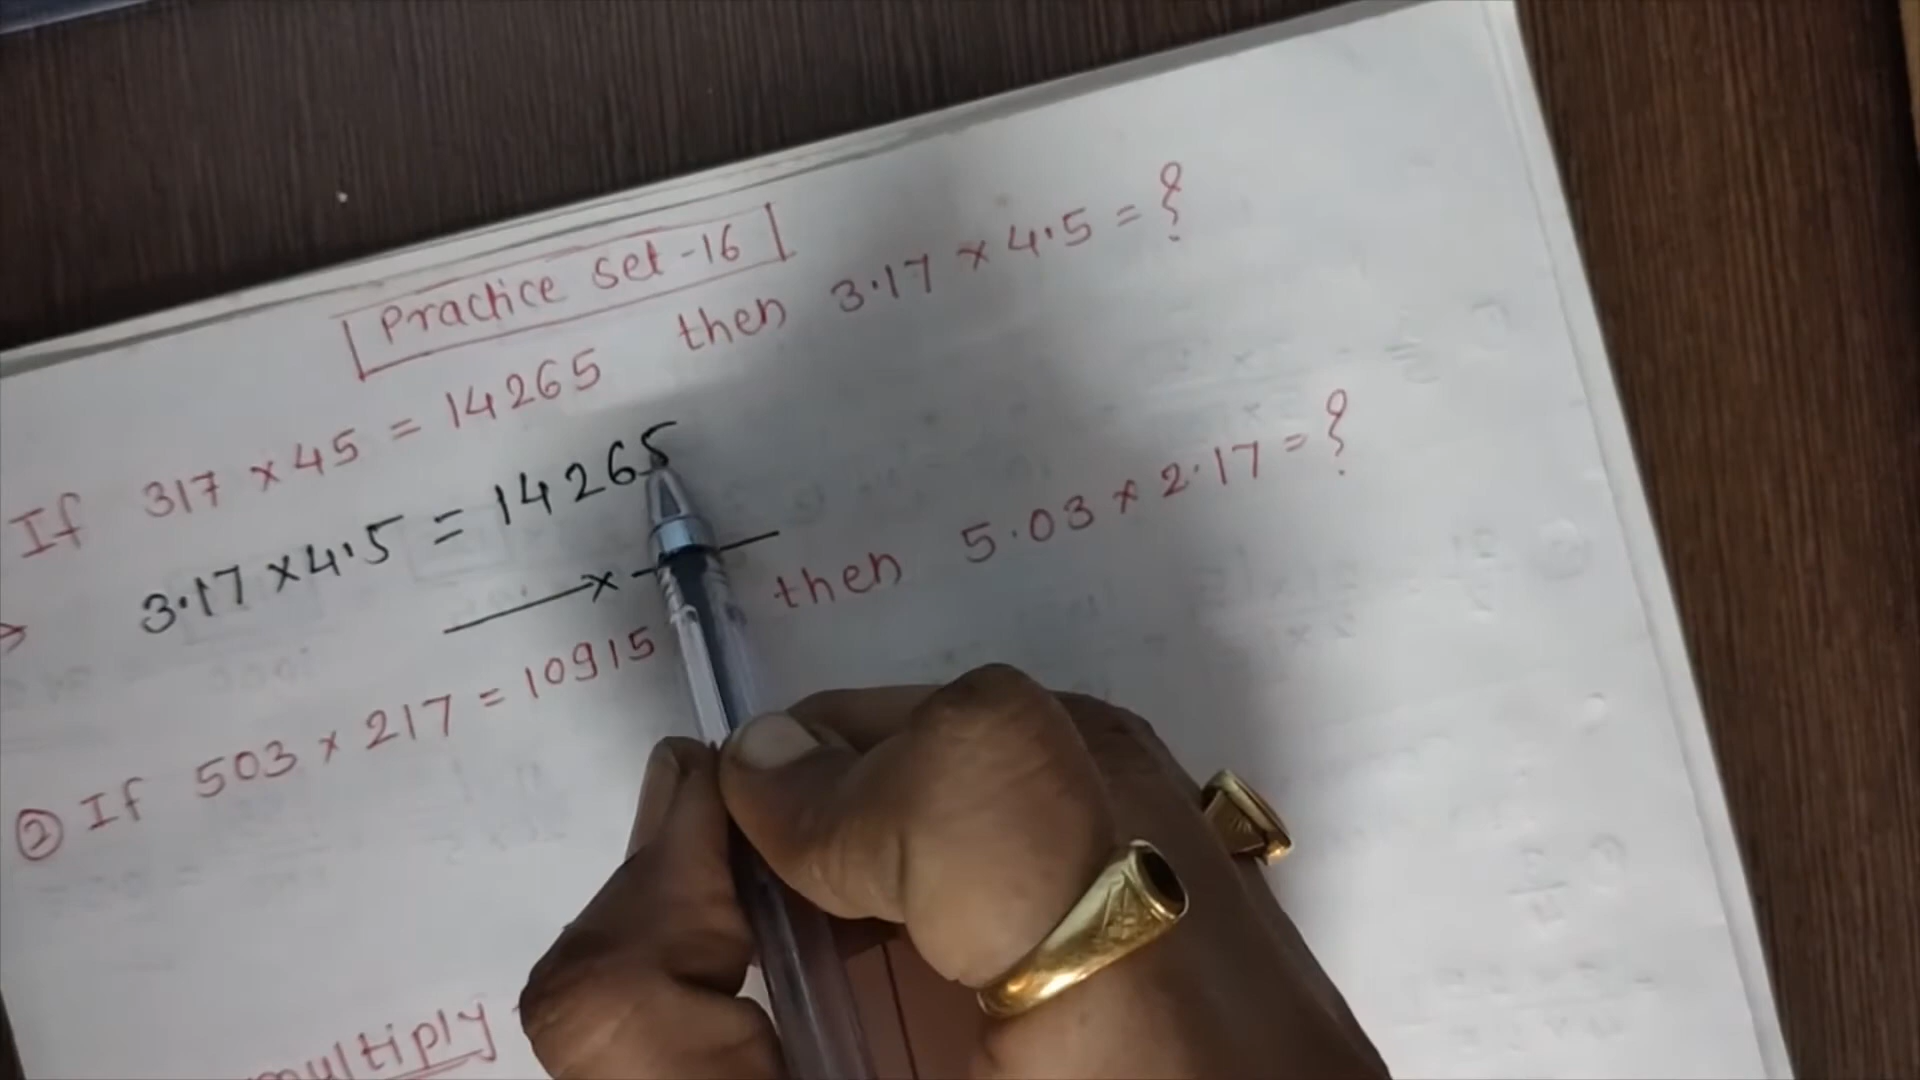 Practice set-16
If 317 × 45 = 14265 then 3.17 × 4.5 = ?
3.17 × 4.5 = 14265
② If 503 × 217 = 10915 then 5.03 × 2.17 = ?
multiply